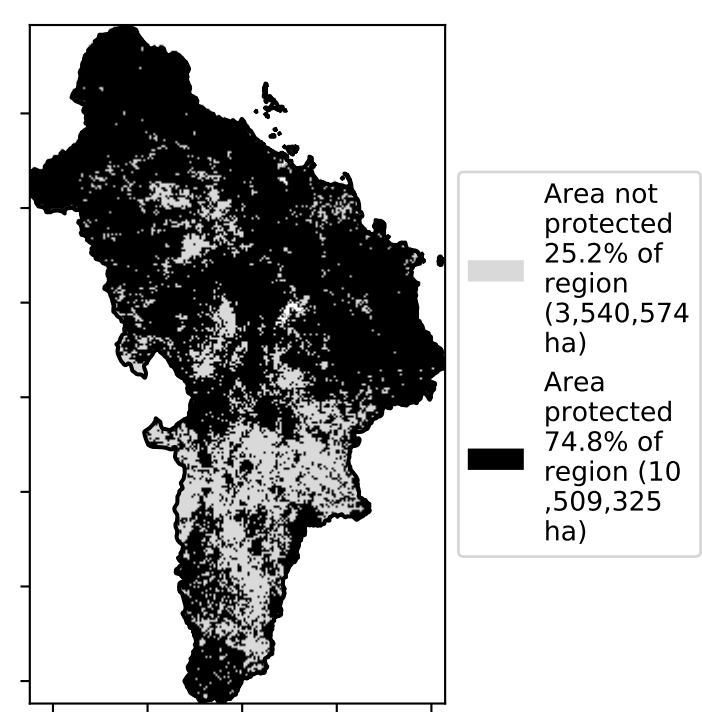 Area not
protected
25.2% of
region
(3,540,574
ha)
Area
protected
74.8% of
region (10
,509,325
ha)